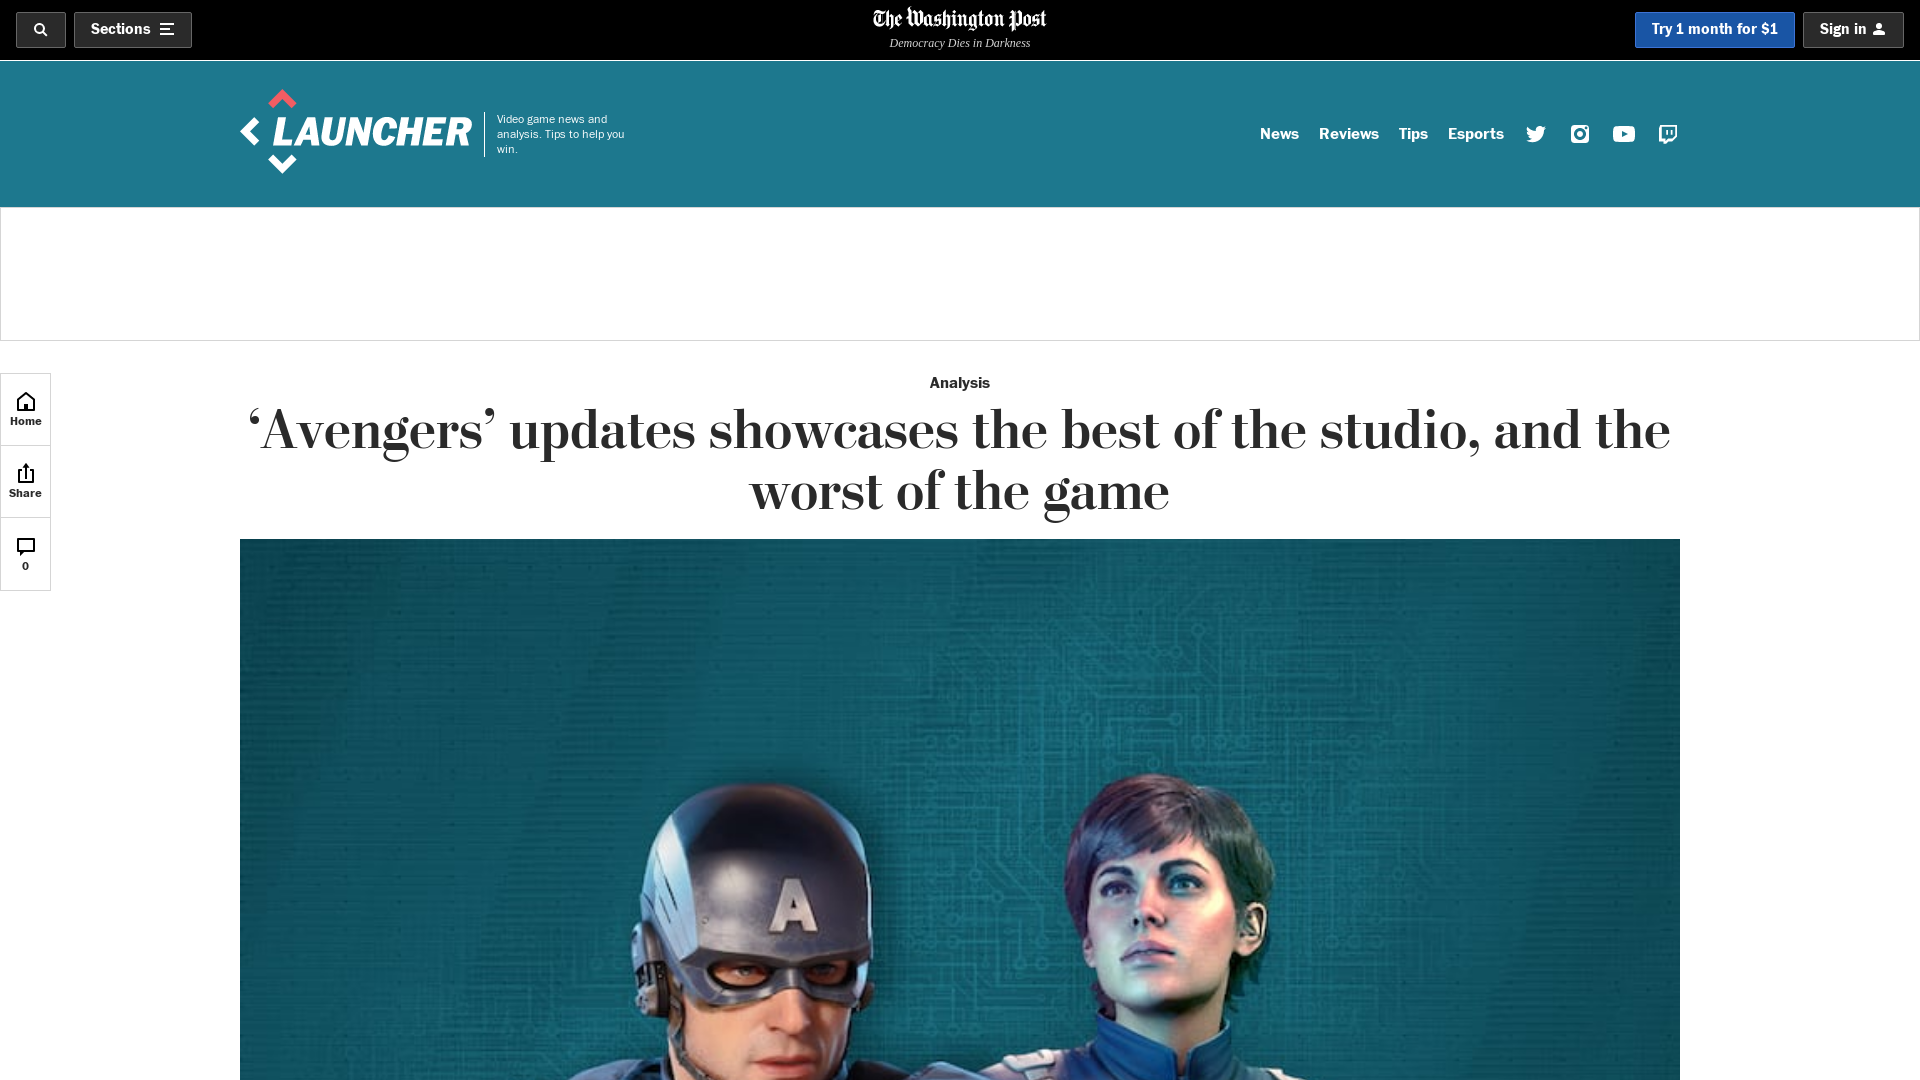 Sections
The Washington Post
Democracy Dies in Darkness
Try 1 month for $1
Sign in
LAUNCHER
Video game news and
analysis. Tips to help you
win.
News
Reviews
Tips
Esports
Home
Share
0
Analysis
‘Avengers’ updates showcases the best of the studio, and the
worst of the game
A